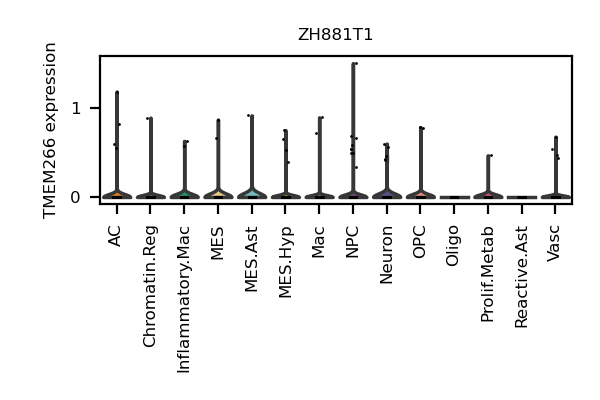 ZH881T1
TMEM266 expression
1
0
AC
Chromatin.Reg
Inflammatory.Mac
MES
MES.Ast
MES.Hyp
Mac
NPC
Neuron
OPC
Oligo
Prolif.Metab
Reactive.Ast
Vasc